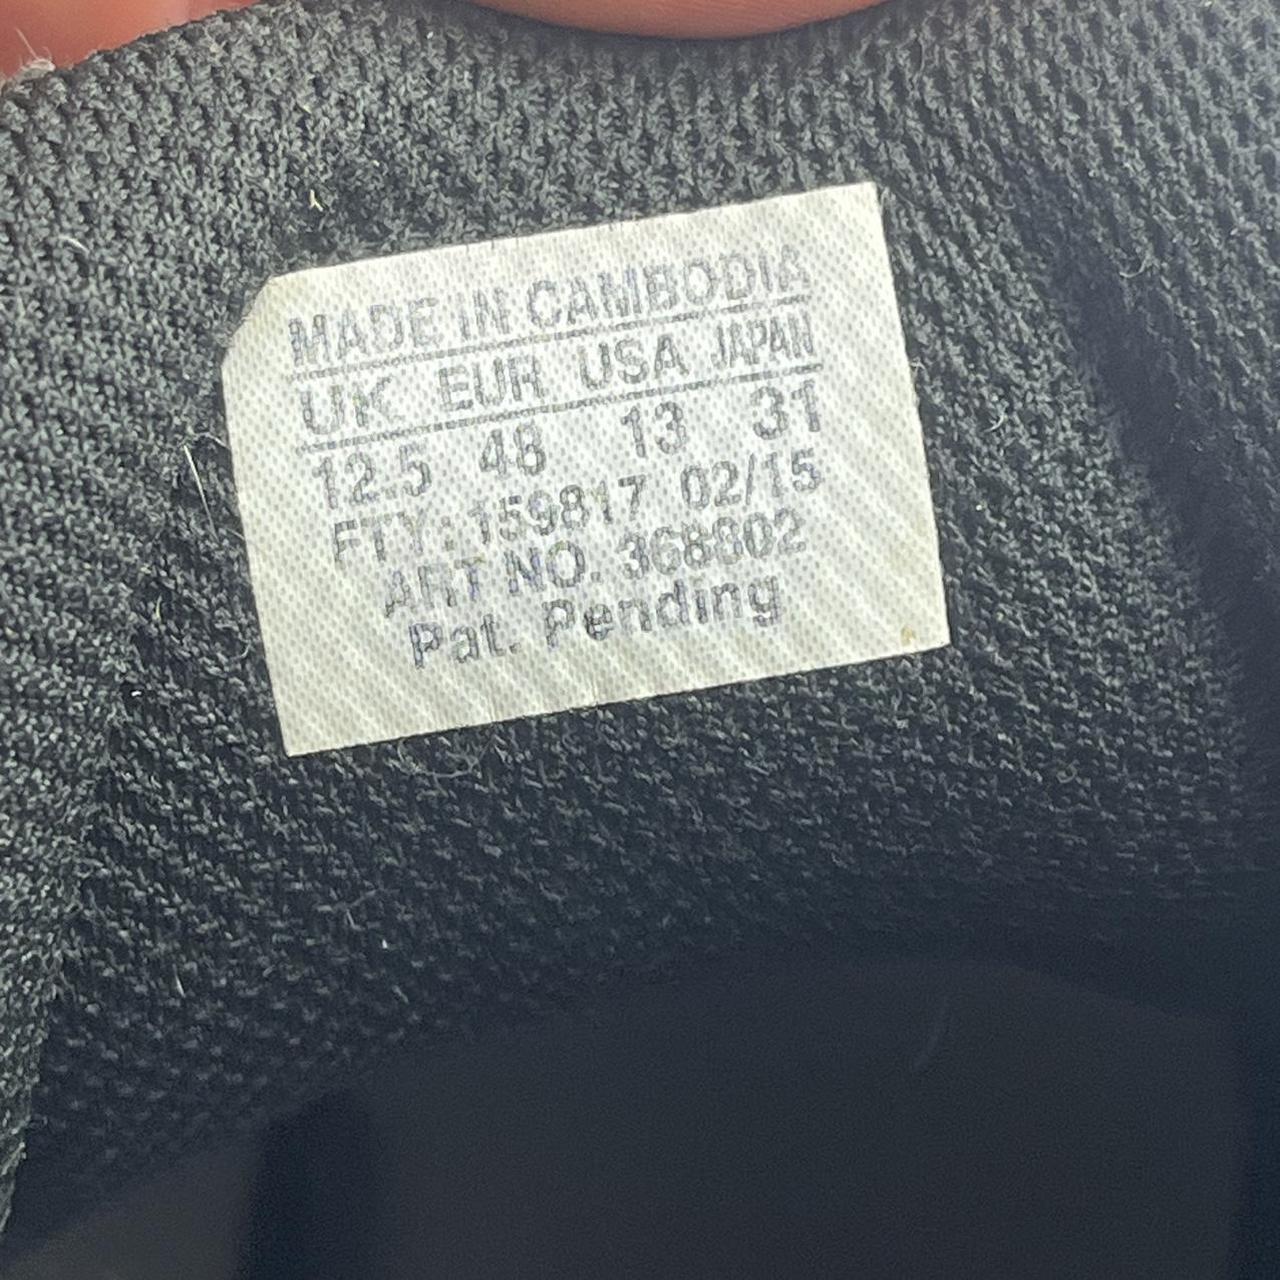 MADE IN CAMBODIA
UK EUR USA JAPAN
12.5 48 13 31
FTY: 159817 02/15
ART NO. 368802
Pat. Pending